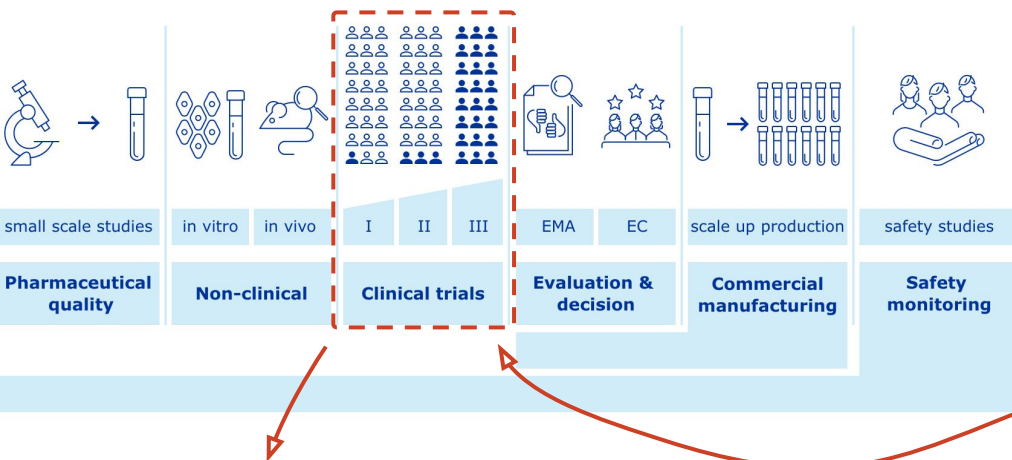 small scale studies
in vitro
in vivo
I
II
III
EMA
EC
scale up production
safety studies
Pharmaceutical
quality
Non-clinical
Clinical trials
Evaluation &
decision
Commercial
manufacturing
Safety
monitoring